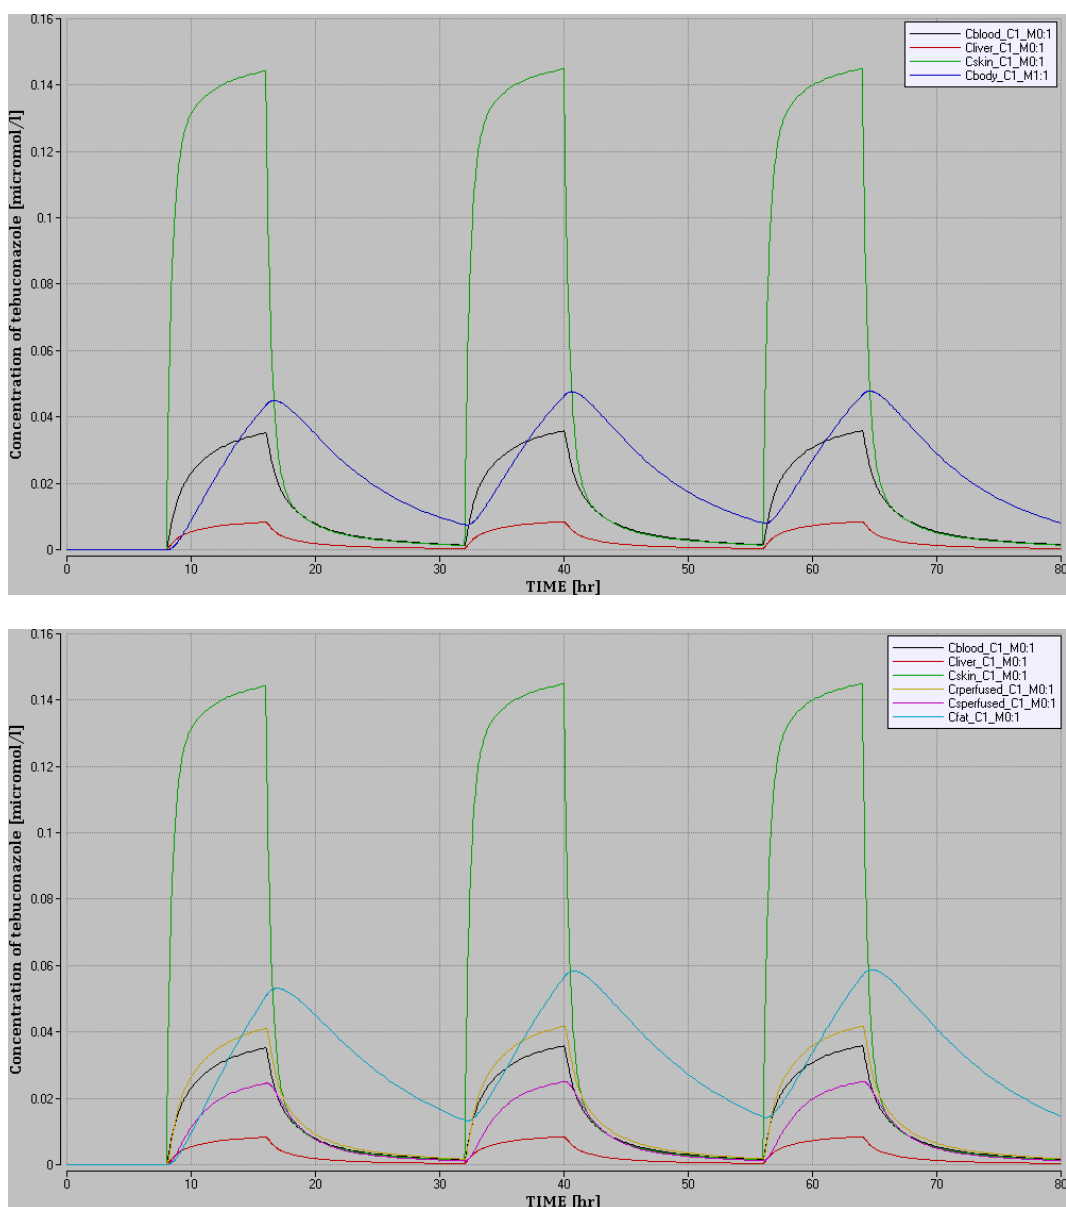 0.16
0.14
0.12
0.1
0.08
0.06
0.04
0.02
0
Concentration of tebuconazole [micromol/l]
Cblood_C1_M0:1
Cliver_C1_M0:1
Cskin_C1_M0:1
Cbody_C1_M1:1
0 10 20 30 40 50 60 70 80
TIME [hr]
0.16
0.14
0.12
0.1
0.08
0.06
0.04
0.02
0
Concentration of tebuconazole [micromol/l]
Cblood_C1_M0:1
Cliver_C1_M0:1
Cskin_C1_M0:1
Crperfused_C1_M0:1
Csperfused_C1_M0:1
Cfat_C1_M0:1
0 10 20 30 40 50 60 70 80
TIME [hr]